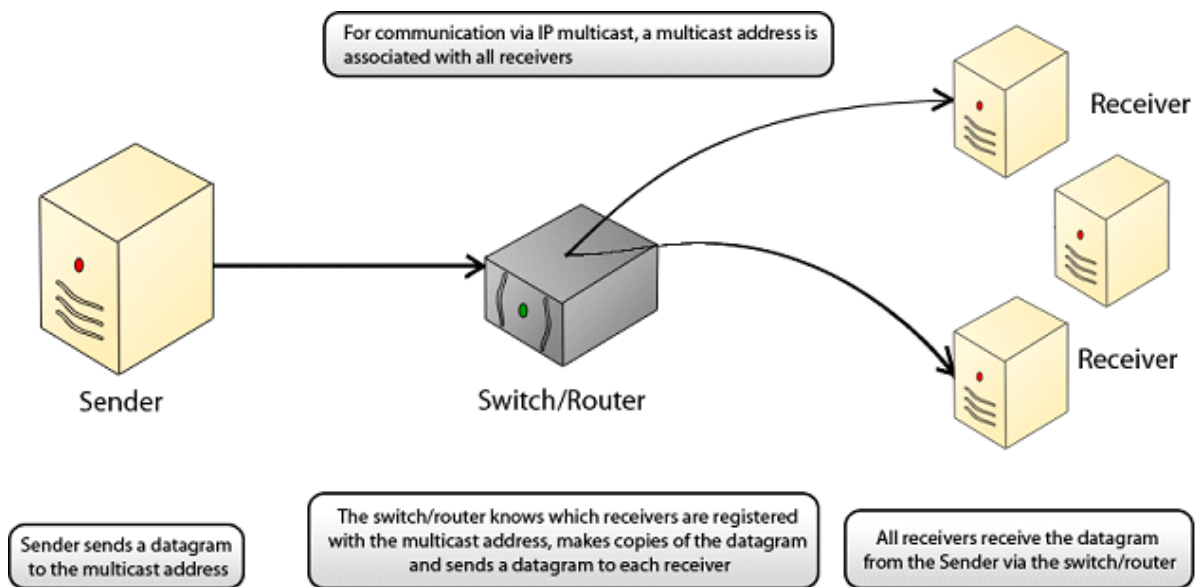 For communication via IP multicast, a multicast address is
associated with all receivers
Receiver
Receiver
Sender
Switch/Router
Sender sends a datagram
to the multicast address
The switch/router knows which receivers are registered
with the multicast address, makes copies of the datagram
and sends a datagram to each receiver
All receivers receive the datagram
from the Sender via the switch/router